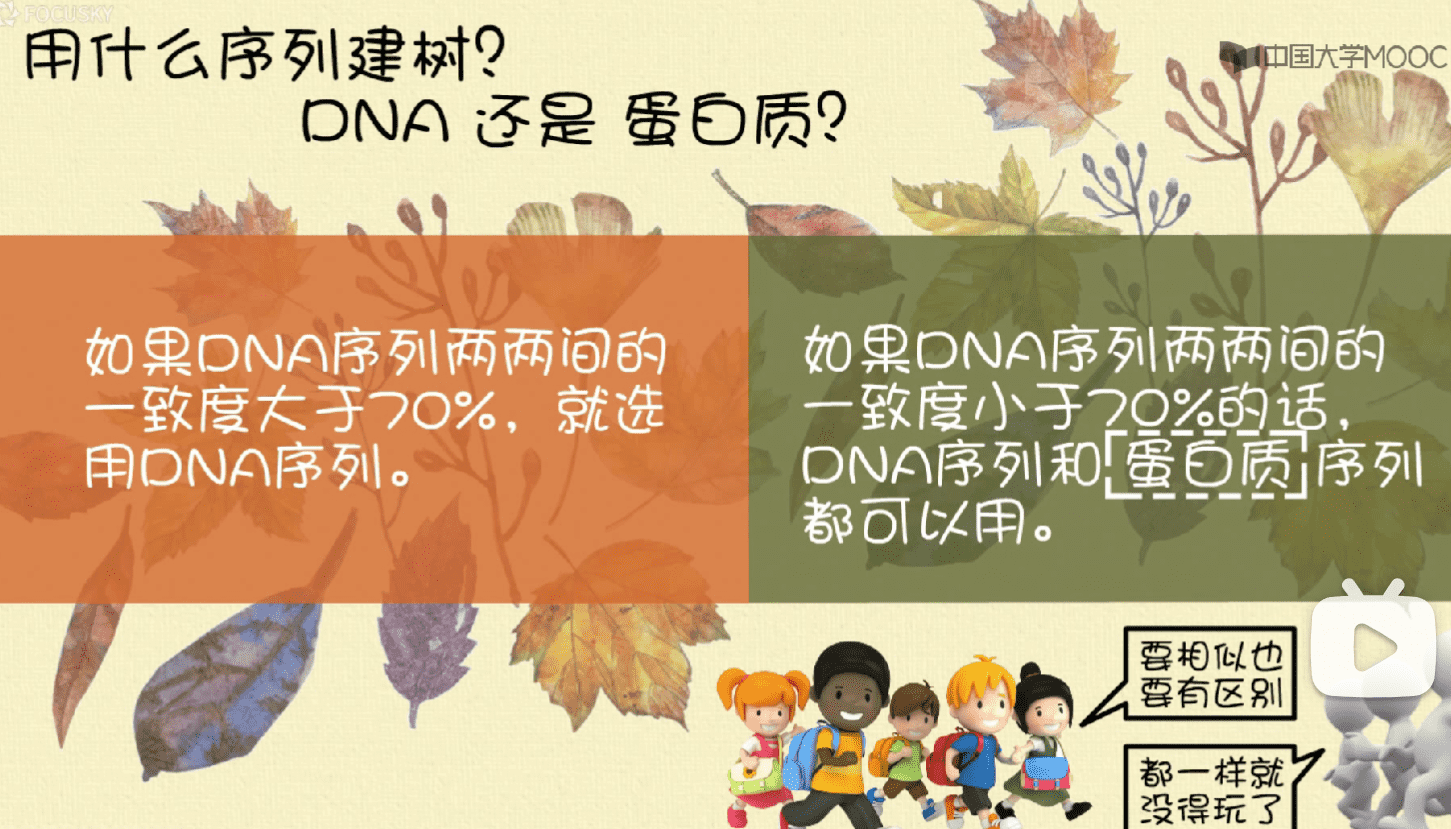 FOCUSKY
用什么序列建树?
中国大学MOOC
DNA 还是 蛋白质?
如果DNA序列两两间的
一致度大于70%，就选
用DNA序列。
如果DNA序列两两间的
一致度小于70%的话，
DNA序列和蛋白质序列
都可以用。
要相似也
要有区别
都一样就
没得玩了